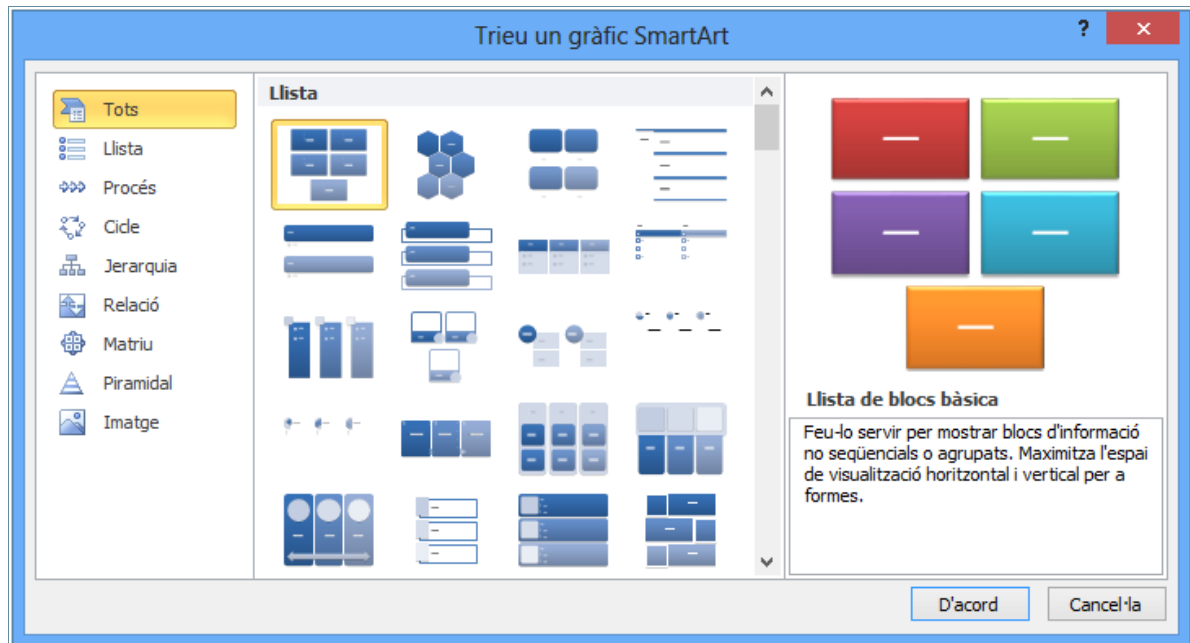 Trieu un gràfic SmartArt
?
Tots
Llista
Procés
Cicle
Jerarquia
Relació
Matriu
Piramidal
Imatge
Llista
Llista de blocs bàsica
Feu-lo servir per mostrar blocs d'informació
no seqüencials o agrupats. Maximitza l'espai
de visualització horitzontal i vertical per a
formes.
D'acord
Cancel·la